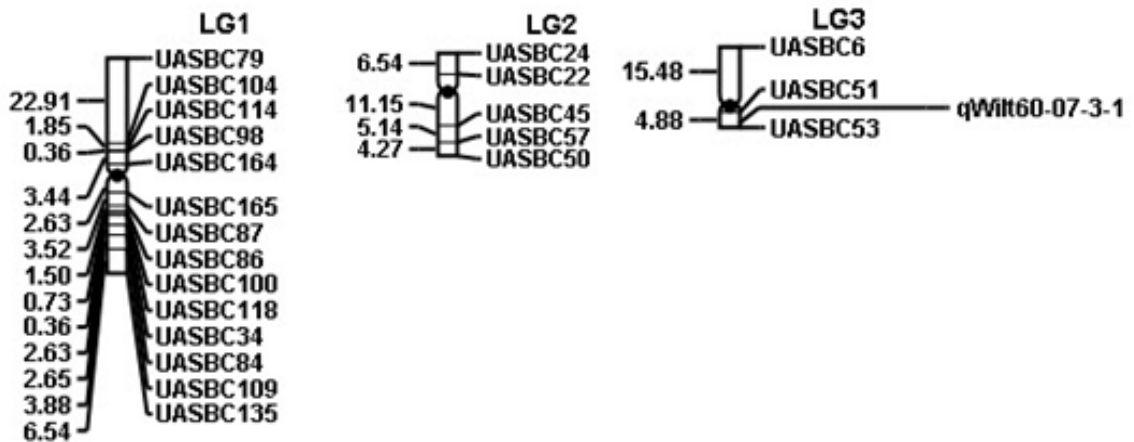 LG1
22.91
1.85
0.36
3.44
2.63
3.52
1.50
0.73
0.36
2.63
2.65
3.88
6.54
UASBC79
UASBC104
UASBC114
UASBC98
UASBC164
UASBC165
UASBC87
UASBC86
UASBC100
UASBC118
UASBC34
UASBC84
UASBC109
UASBC135
LG2
6.54
11.15
5.14
4.27
UASBC24
UASBC22
UASBC45
UASBC57
UASBC50
LG3
15.48
4.88
UASBC6
UASBC51
UASBC53
qWilt60-07-3-1